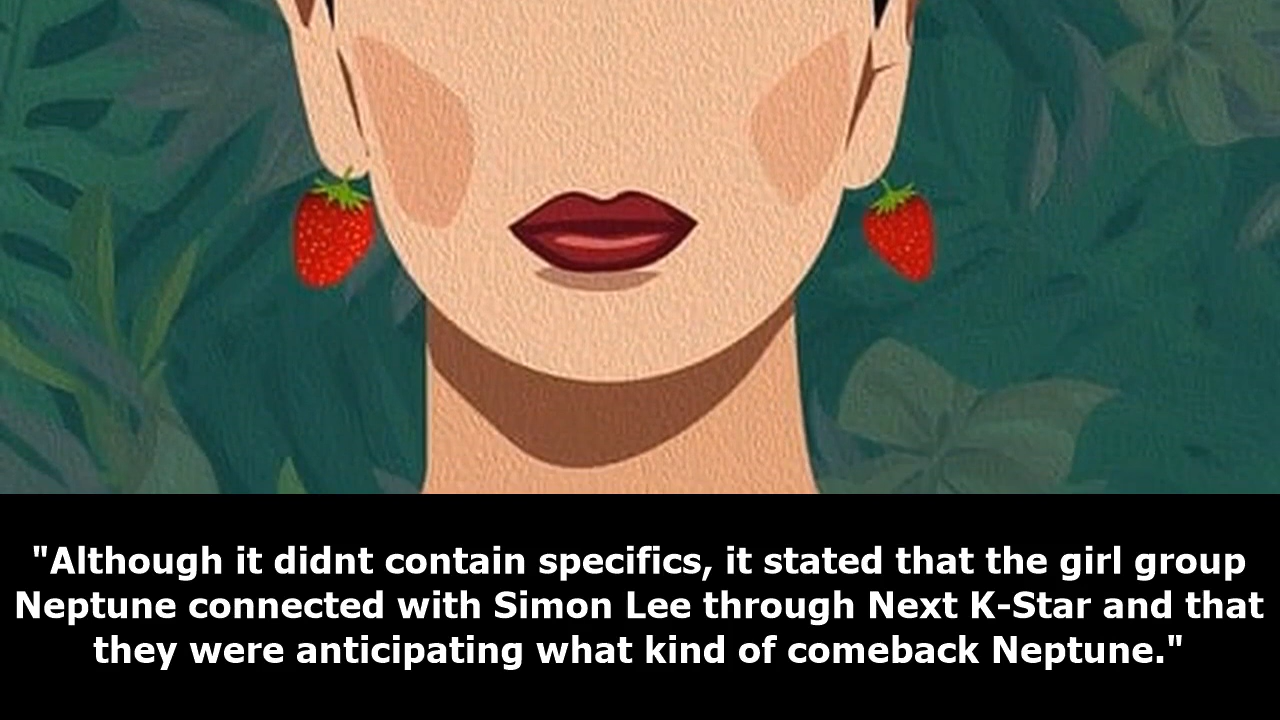 "Although it didnt contain specifics, it stated that the girl group
Neptune connected with Simon Lee through Next K-Star and that
they were anticipating what kind of comeback Neptune."